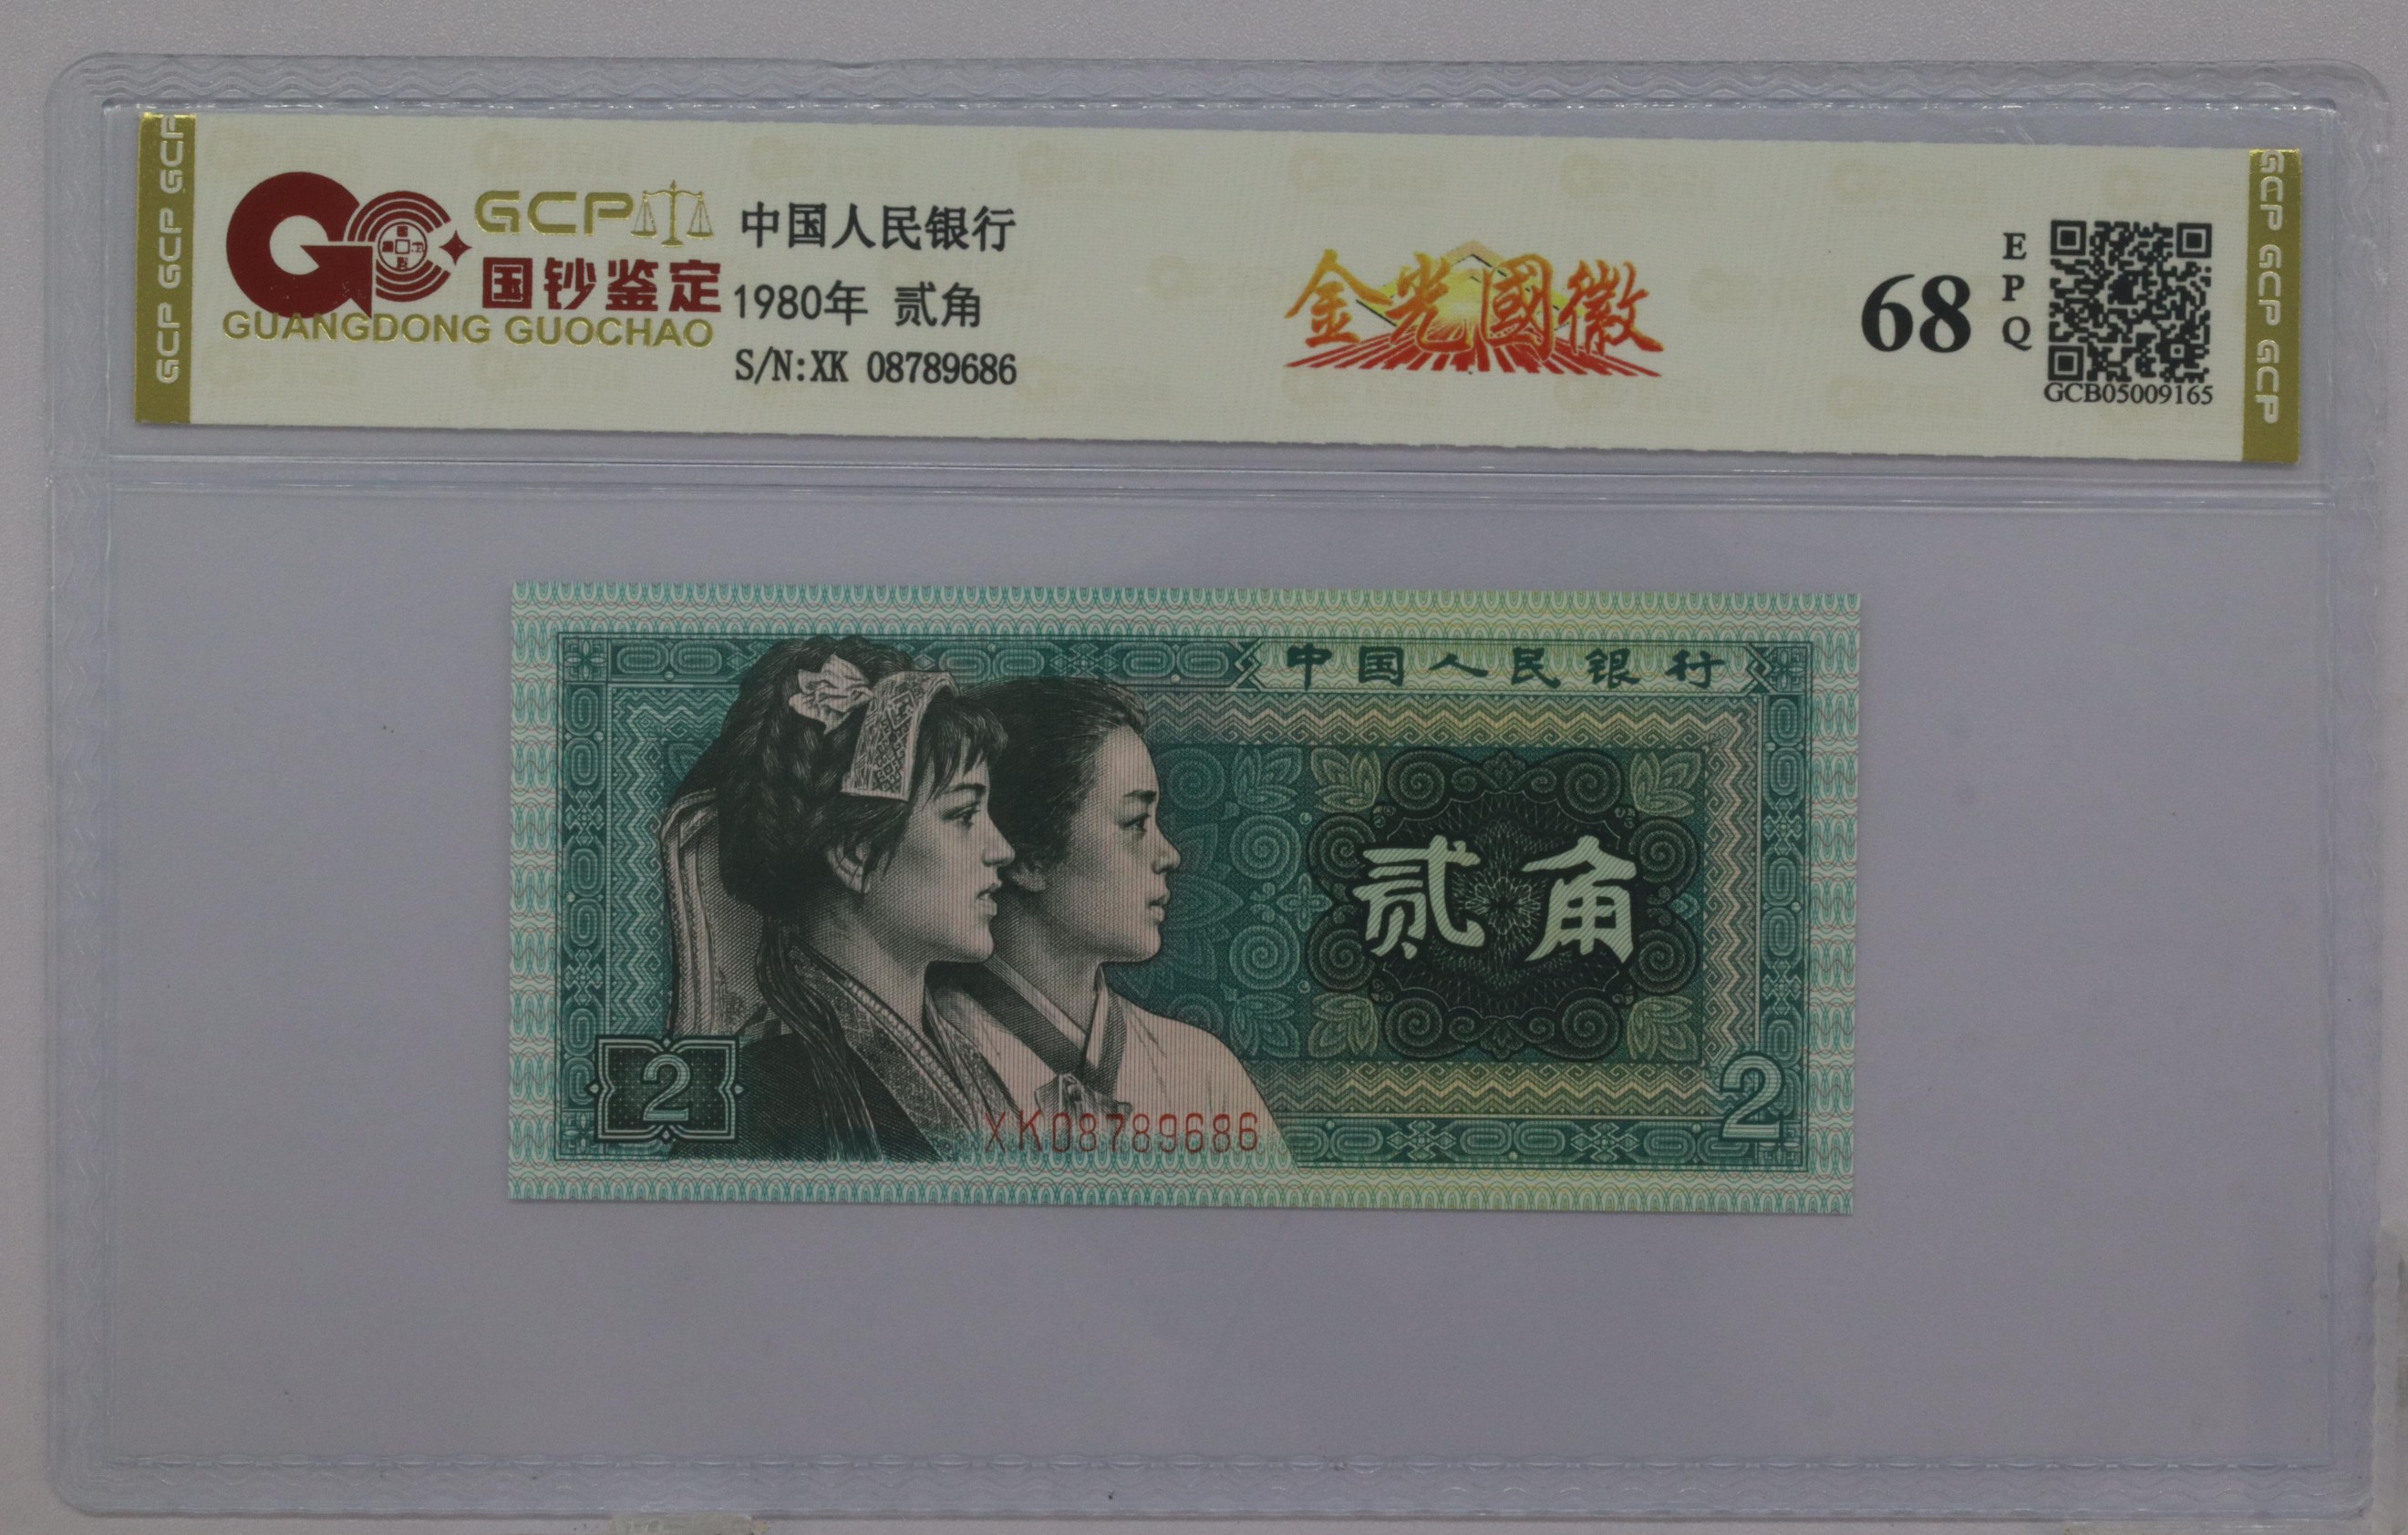 GCP GCP GCP
GCP
国钞鉴定
GUANGDONG GUOCHAO
中国人民银行
1980年 贰角
S/N:XK 08789686
金光國徽
68
EPQ
GCB05009165
GCP GCP GCP
中国人民银行
贰角
2
XK08789686
2